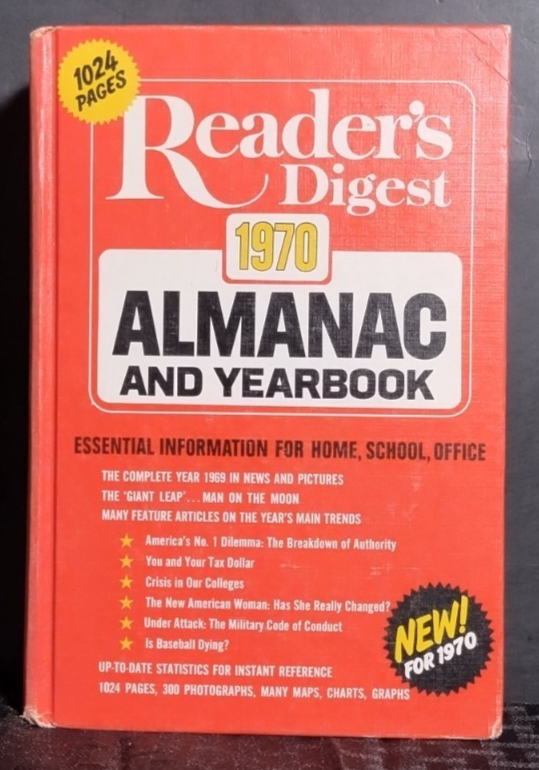 1024
PAGES
Reader's
Digest
1970
ALMANAC
AND YEARBOOK
ESSENTIAL INFORMATION FOR HOME, SCHOOL, OFFICE
THE COMPLETE YEAR 1969 IN NEWS AND PICTURES
THE 'GIANT LEAP'... MAN ON THE MOON
MANY FEATURE ARTICLES ON THE YEAR'S MAIN TRENDS
America's No. 1 Dilemma: The Breakdown of Authority
You and Your Tax Dollar
Crisis in Our Colleges
The New American Woman: Has She Really Changed?
Under Attack: The Military Code of Conduct
Is Baseball Dying?
NEW!
FOR 1970
UP-TO-DATE STATISTICS FOR INSTANT REFERENCE
1024 PAGES, 300 PHOTOGRAPHS, MANY MAPS, CHARTS, GRAPHS